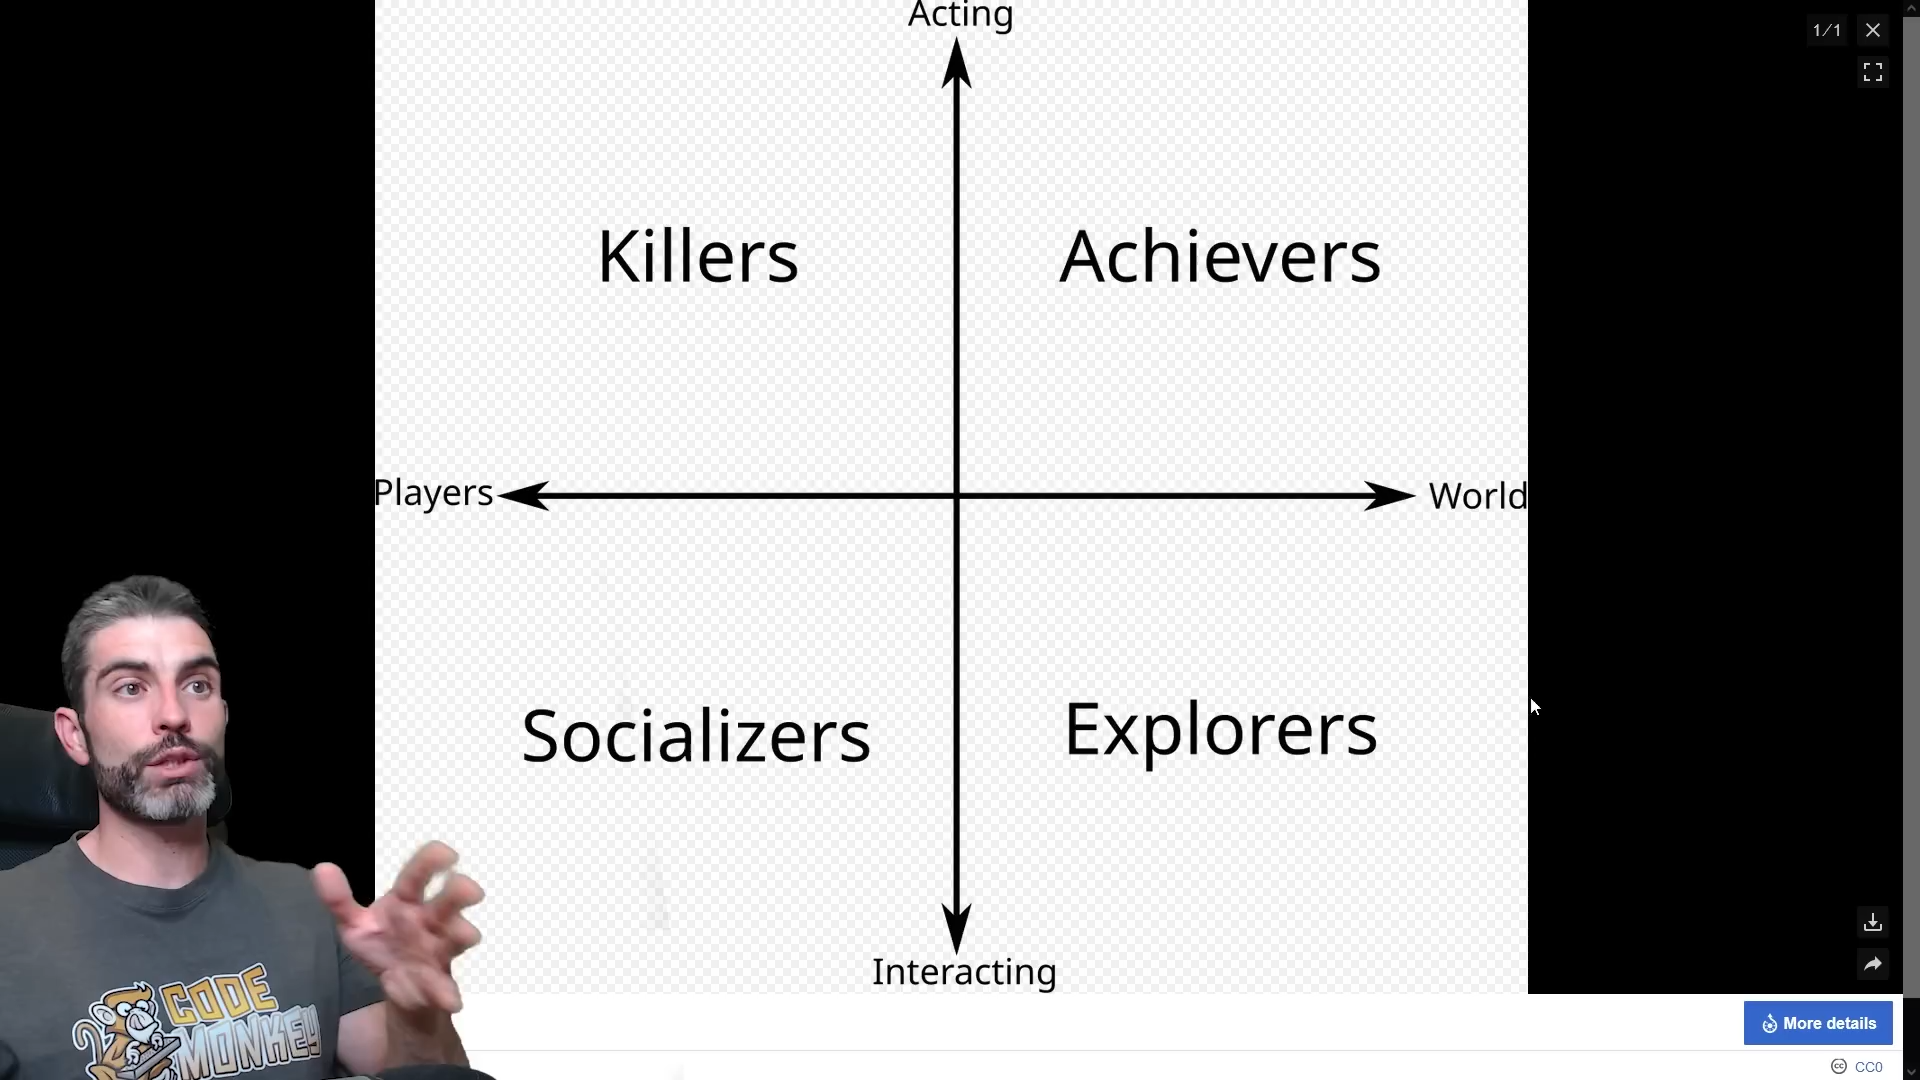 Acting
1/1
Killers
Achievers
Players
World
Socializers
Explorers
Interacting
CODE
MONKEY
More details
CC0